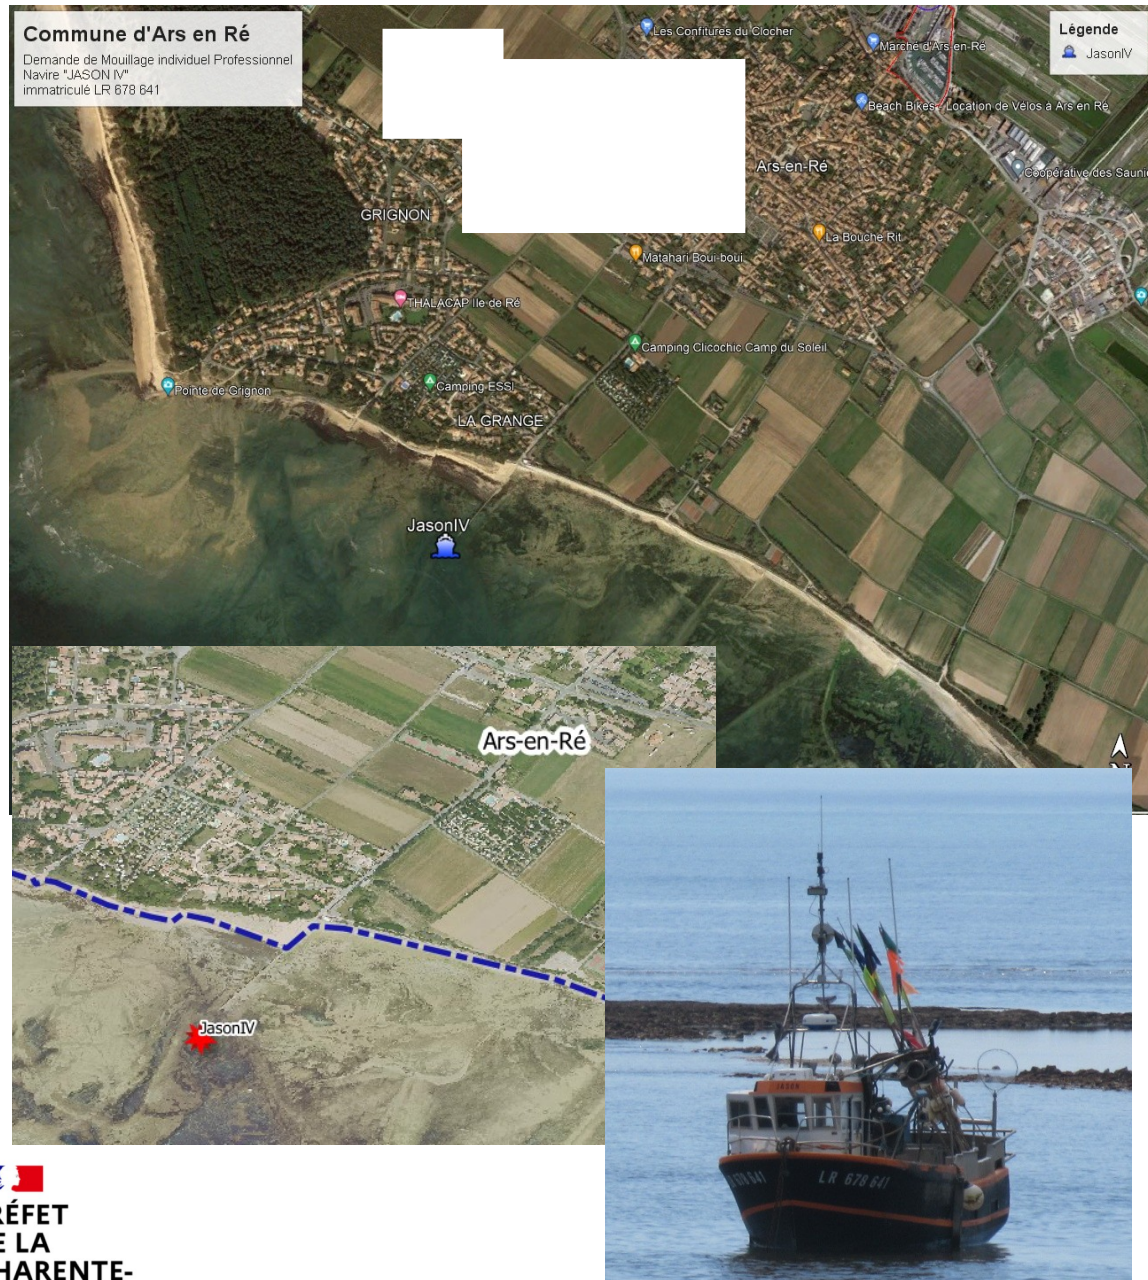 Commune d'Ars en Ré
Demande de Mouillage individuel Professionnel
Navire "JASON IV"
immatriculé LR 678 641
Légende
JasonIV
Les Confitures du Clocher
Marché d'Ars-en-Ré
Beach Bikes - Location de Vélos à Ars en Ré
Ars-en-Ré
Coopérative des Saunie
GRIGNON
La Bouche Rit
Matahari Boui-boui
THALACAP Ile de Ré
Camping Clicochic Camp du Soleil
Pointe de Grignon
Camping ESSI
LA GRANGE
JasonIV
N
Ars-en-Ré
JasonIV
JASON
678 641
LR 678 641
RÉFET
E LA
HARENTE-